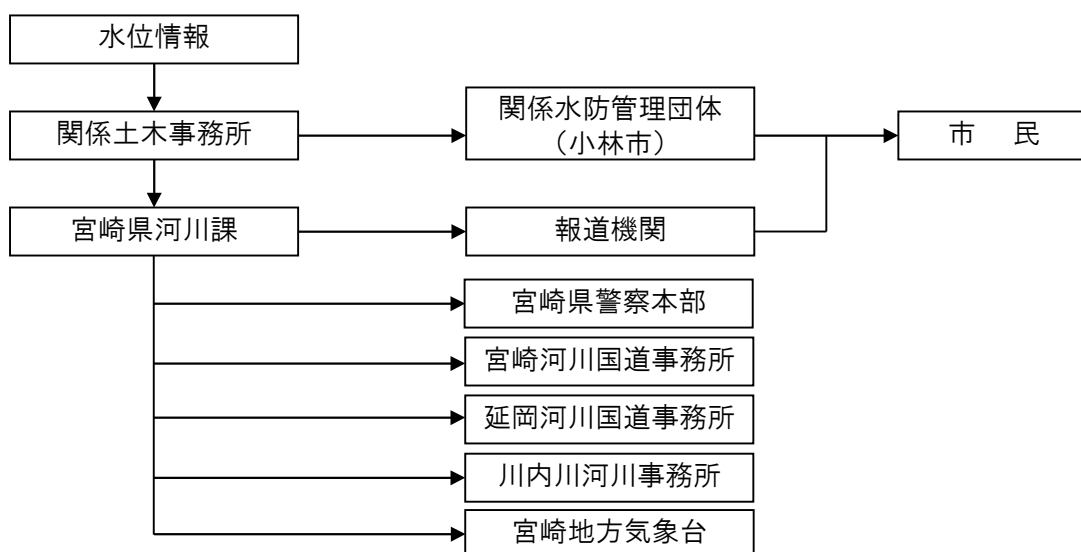 水位情報
関係土木事務所
関係水防管理団体
（小林市）
市　民
宮崎県河川課
報道機関
宮崎県警察本部
宮崎河川国道事務所
延岡河川国道事務所
川内川河川事務所
宮崎地方気象台